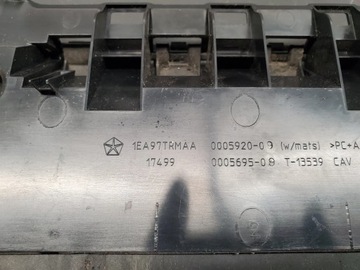 1EA97TRMAA 0005920-09 (w/mats) >PC+A
17499 0005695-08 T-13539 CAV